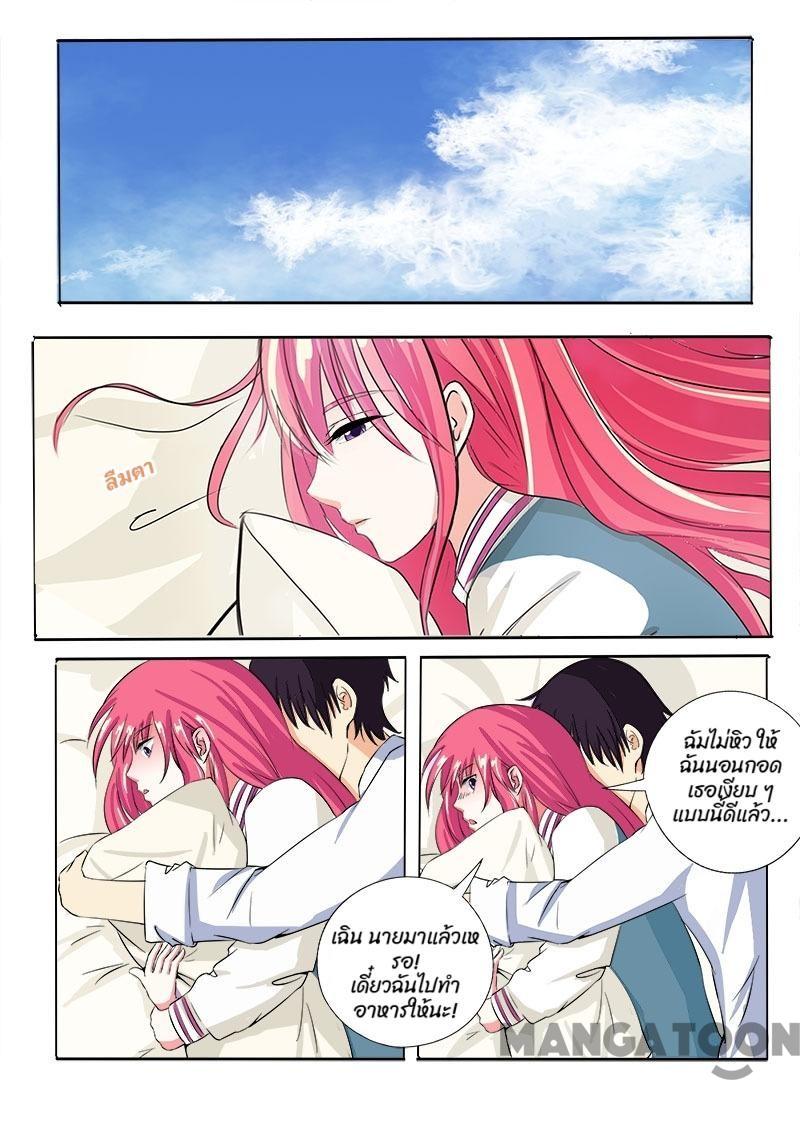 ลืมตา
เฉิน นายมาแล้วเห
รอ!
เดี๋ยวฉันไปทำ
อาหารให้นะ!
ฉัมไม่หิว ให้
ฉันนอนกอด
เธอเงียบ ๆ
แบบนี้ดีแล้ว...
MANGATOON